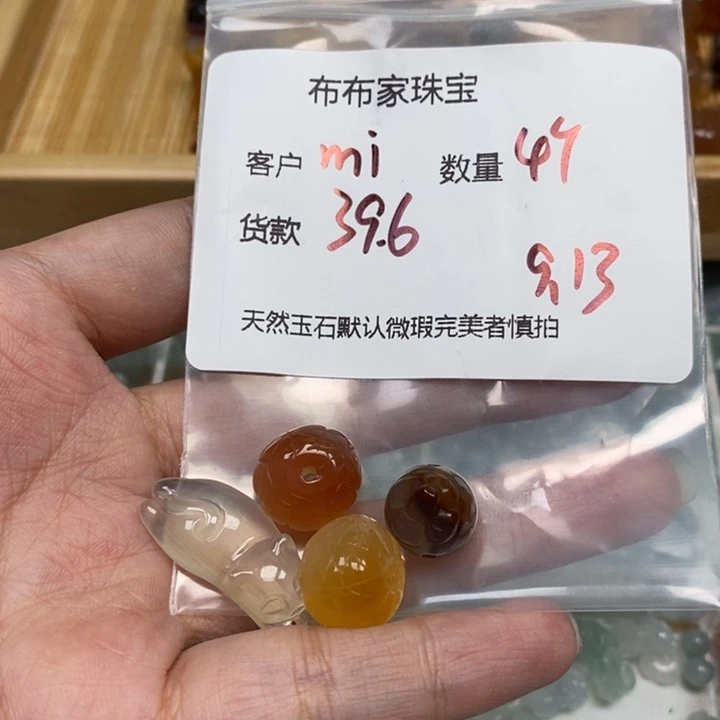 布布家珠宝
客户 mi 数量 4个
货款 39.6
9.13
天然玉石默认微瑕完美者慎拍